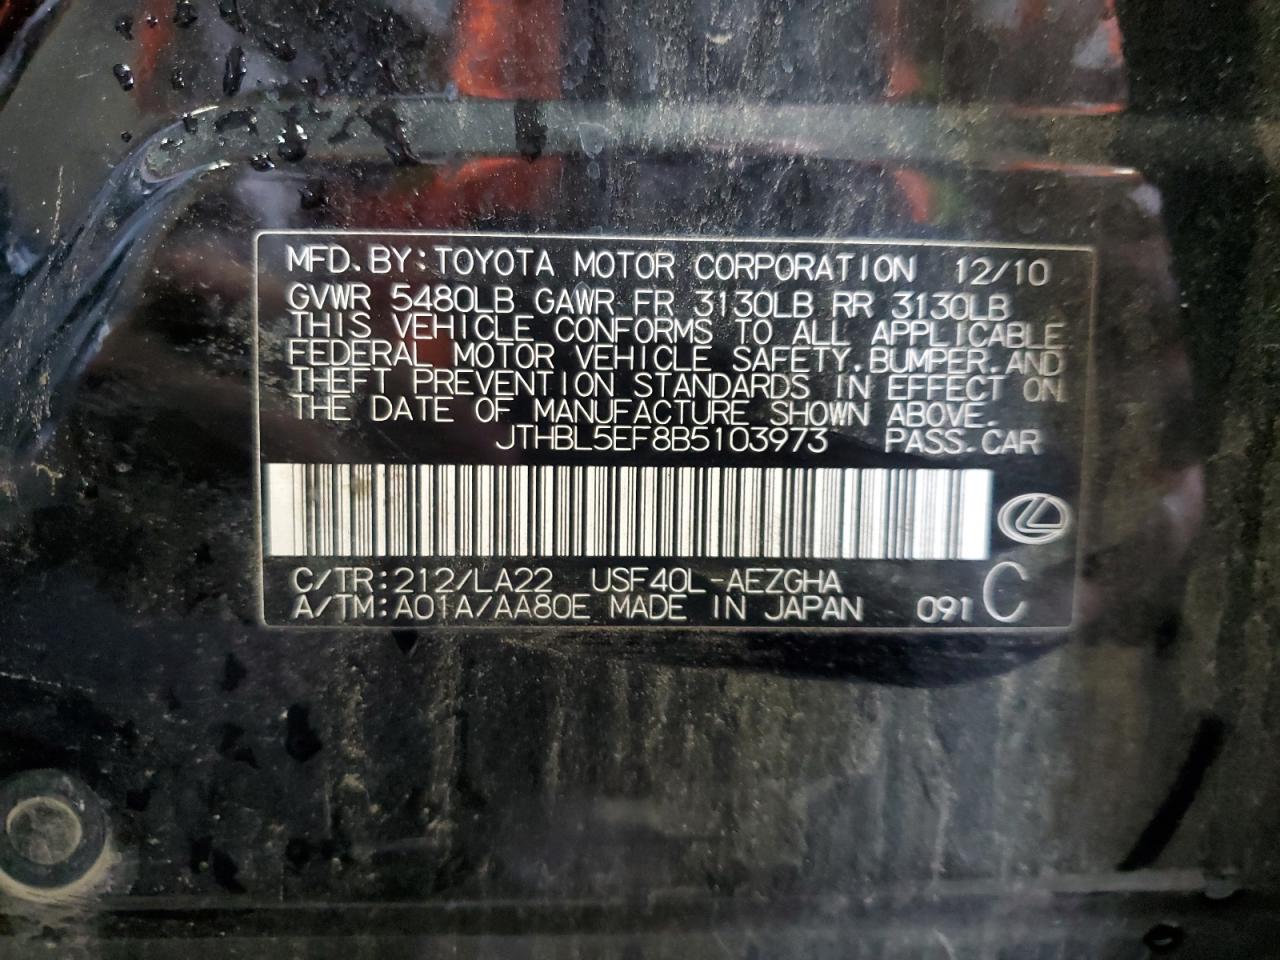 MFD.BY:TOYOTA MOTOR CORPORATION 12/10
GVWR 5480LB GAWR FR 3130LB RR 3130LB
THIS VEHICLE CONFORMS TO ALL APPLICABLE
FEDERAL MOTOR VEHICLE SAFETY.BUMPER.AND
THEFT PREVENTION STANDARDS IN EFFECT ON
THE DATE OF MANUFACTURE SHOWN ABOVE.
JTHBL5EF8B5103973 PASS.CAR
C/TR:212/LA22 USF40L-AEZGHA
A/TM:A01A/AA80E MADE IN JAPAN 091 C